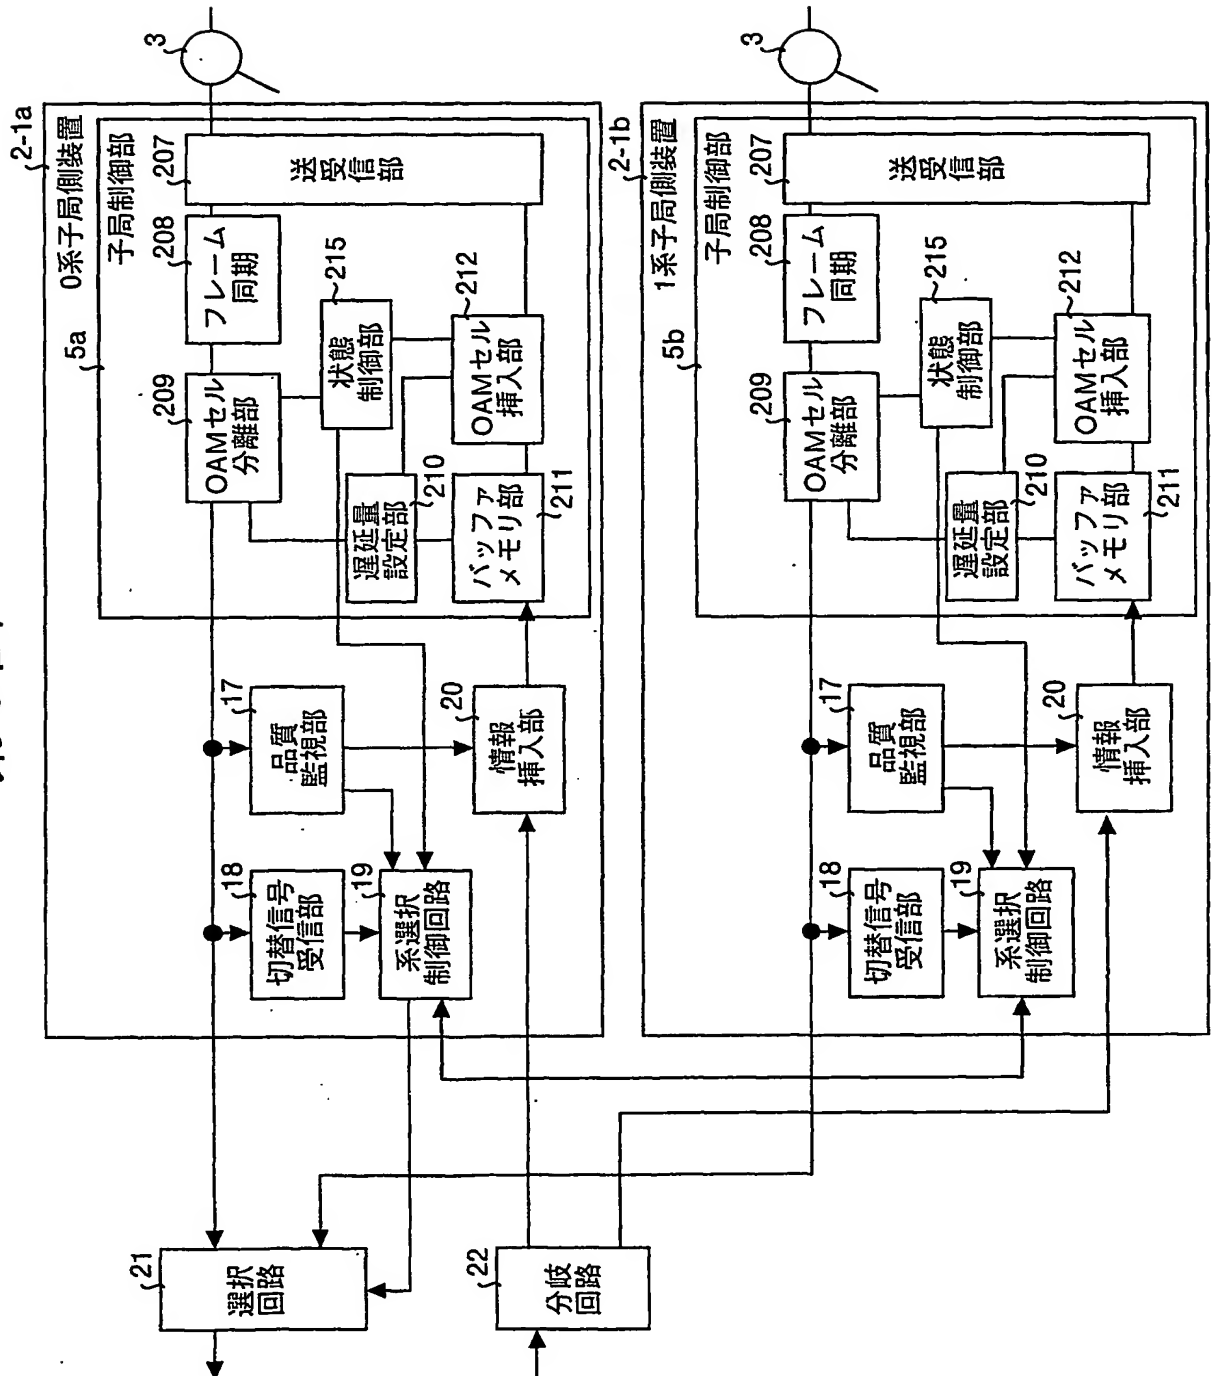 3
2-1a
0系子局側装置
5a
子局制御部
207
送受信部
208
フレーム
同期
209
OAMセル
分離部
215
状態
制御部
212
OAMセル
挿入部
210
遅延量
設定部
211
バッファ
メモリ部
17
品質
監視部
18
切替信号
受信部
19
系選択
制御回路
20
情報
挿入部
21
選択
回路
22
分岐
回路
3
2-1b
1系子局側装置
5b
子局制御部
207
送受信部
208
フレーム
同期
209
OAMセル
分離部
215
状態
制御部
212
OAMセル
挿入部
210
遅延量
設定部
211
バッファ
メモリ部
17
品質
監視部
18
切替信号
受信部
19
系選択
制御回路
20
情報
挿入部